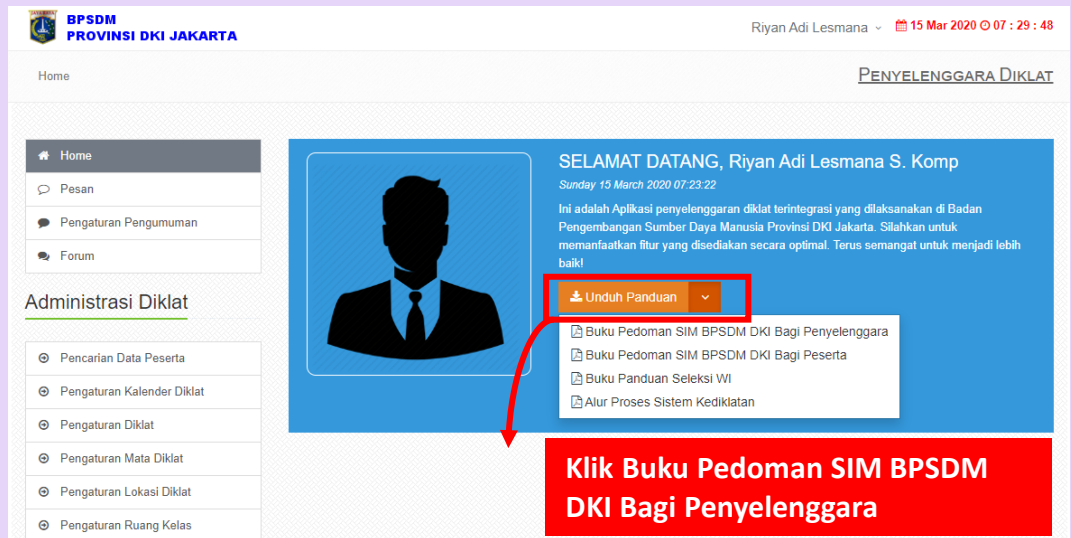 BPSDM
PROVINSI DKI JAKARTA
Riyan Adi Lesmana
15 Mar 2020 07 : 29 : 48
Home
PENYELENGGARA DIKLAT
Home
Pesan
Pengaturan Pengumuman
Forum
Administrasi Diklat
Pencarian Data Peserta
Pengaturan Kalender Diklat
Pengaturan Diklat
Pengaturan Mata Diklat
Pengaturan Lokasi Diklat
Pengaturan Ruang Kelas
SELAMAT DATANG, Riyan Adi Lesmana S. Komp
Sunday 15 March 2020 07:23:22
Ini adalah Aplikasi penyelenggaran diklat terintegrasi yang dilaksanakan di Badan
Pengembangan Sumber Daya Manusia Provinsi DKI Jakarta. Silahkan untuk
memanfaatkan fitur yang disediakan secara optimal. Terus semangat untuk menjadi lebih
baik!
Unduh Panduan
Buku Pedoman SIM BPSDM DKI Bagi Penyelenggara
Buku Pedoman SIM BPSDM DKI Bagi Peserta
Buku Panduan Seleksi WI
Alur Proses Sistem Kediklatan
Klik Buku Pedoman SIM BPSDM
DKI Bagi Penyelenggara